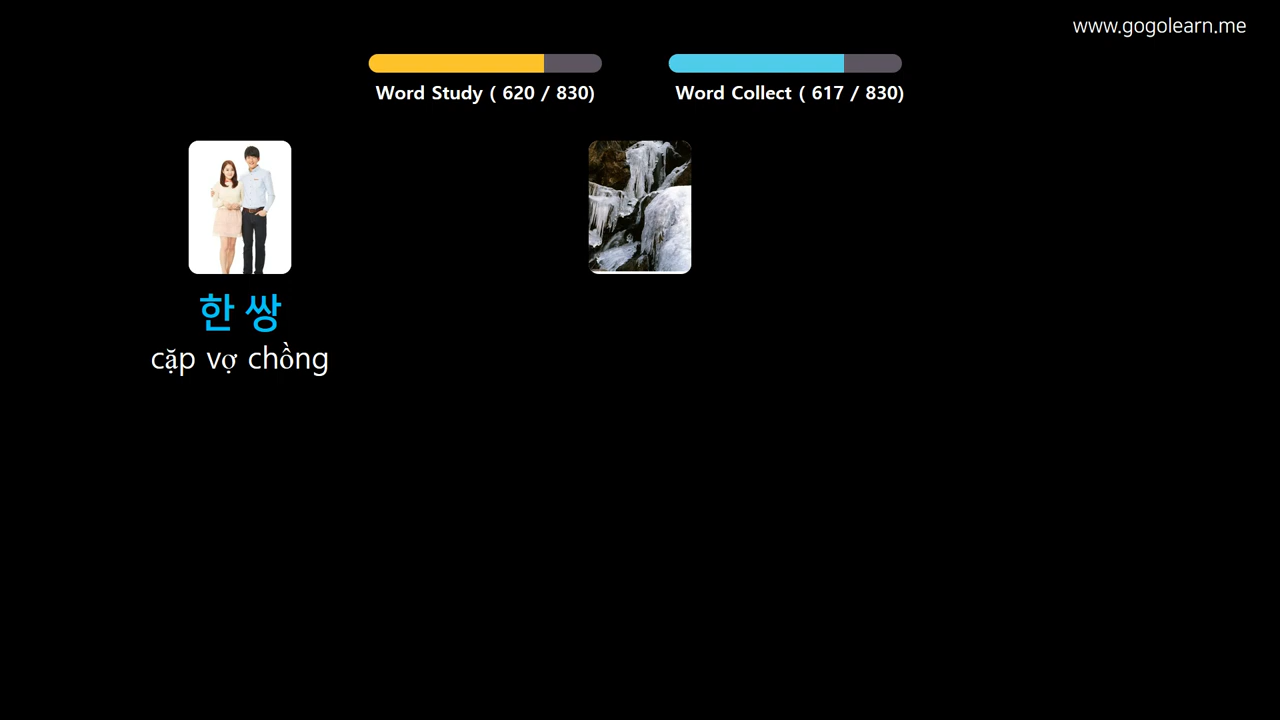 www.gogolearn.me
Word Study ( 620 / 830)
Word Collect ( 617 / 830)
한 쌍
cặp vợ chồng